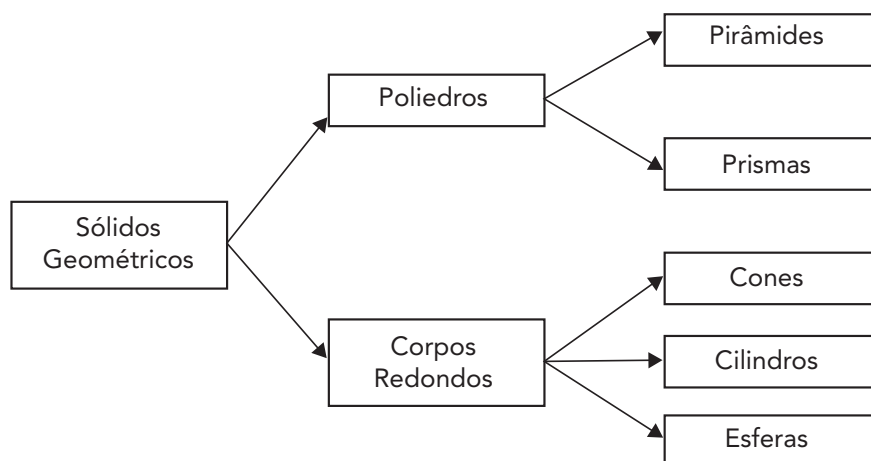 Pirâmides
Poliedros
Prismas
Sólidos
Geométricos
Cones
Corpos
Redondos
Cilindros
Esferas